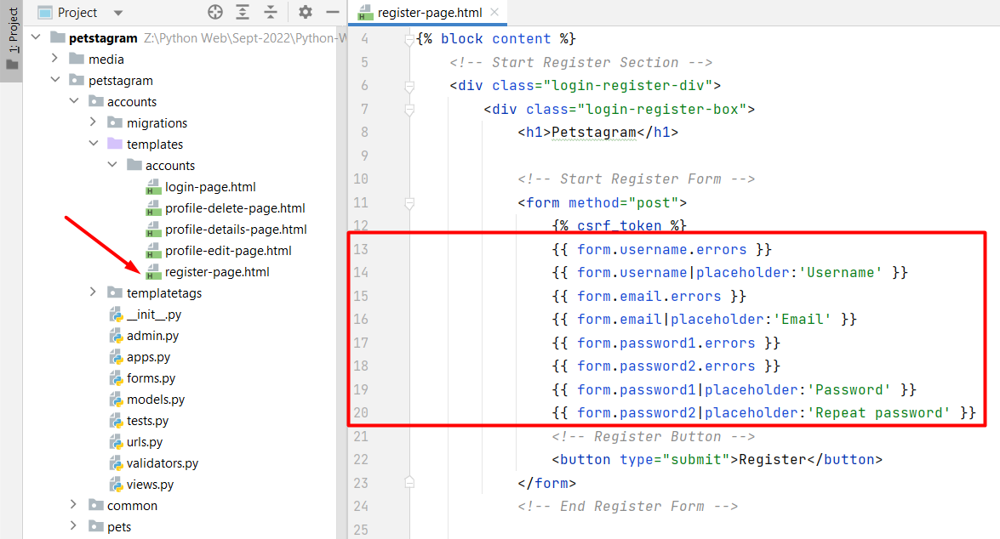 1: Project
Project
petstagram Z:\Python Web\Sept-2022\Python-W
media
petstagram
accounts
migrations
templates
accounts
login-page.html
profile-delete-page.html
profile-details-page.html
profile-edit-page.html
register-page.html
templatetags
__init__.py
admin.py
apps.py
forms.py
models.py
tests.py
urls.py
validators.py
views.py
common
pets
register-page.html
4 {% block content %}
5 <!-- Start Register Section -->
6 <div class="login-register-div">
7 <div class="login-register-box">
8 <h1>Petstagram</h1>
9
10 <!-- Start Register Form -->
11 <form method="post">
12 {% csrf_token %}
13 {{ form.username.errors }}
14 {{ form.username|placeholder:'Username' }}
15 {{ form.email.errors }}
16 {{ form.email|placeholder:'Email' }}
17 {{ form.password1.errors }}
18 {{ form.password2.errors }}
19 {{ form.password1|placeholder:'Password' }}
20 {{ form.password2|placeholder:'Repeat password' }}
21 <!-- Register Button -->
22 <button type="submit">Register</button>
23 </form>
24 <!-- End Register Form -->
25